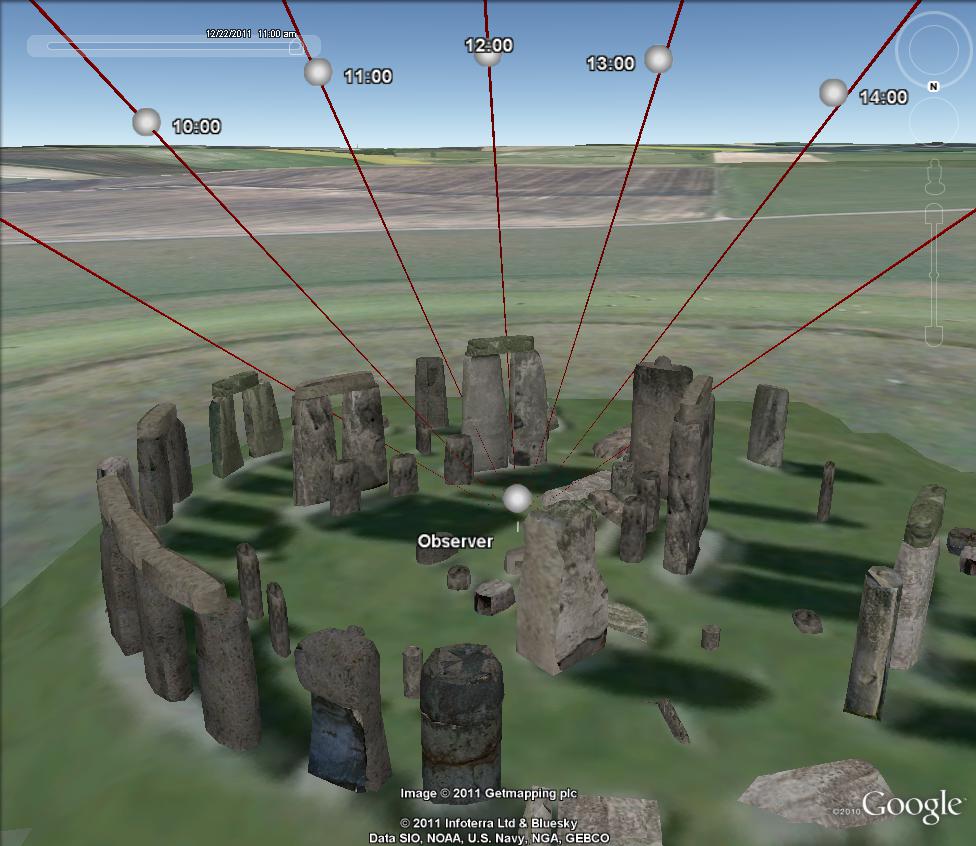 12/22/2011 11:00 am
12:00
13:00
11:00
14:00
10:00
N
Observer
Image © 2011 Getmapping plc
© 2011 Infoterra Ltd & Bluesky
Data SIO, NOAA, U.S. Navy, NGA, GEBCO
©2010 Google™